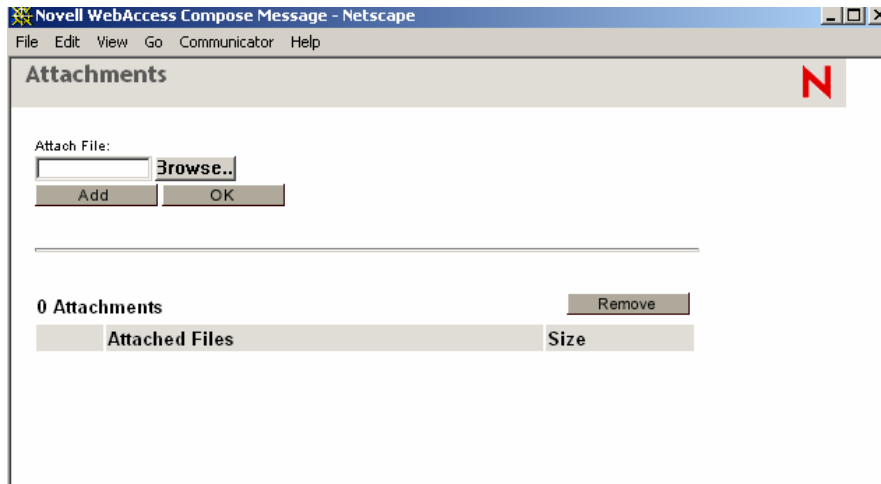 Novell WebAccess Compose Message - Netscape
File Edit View Go Communicator Help
Attachments
N
Attach File:
Browse..
Add OK
0 Attachments Remove
Attached Files Size